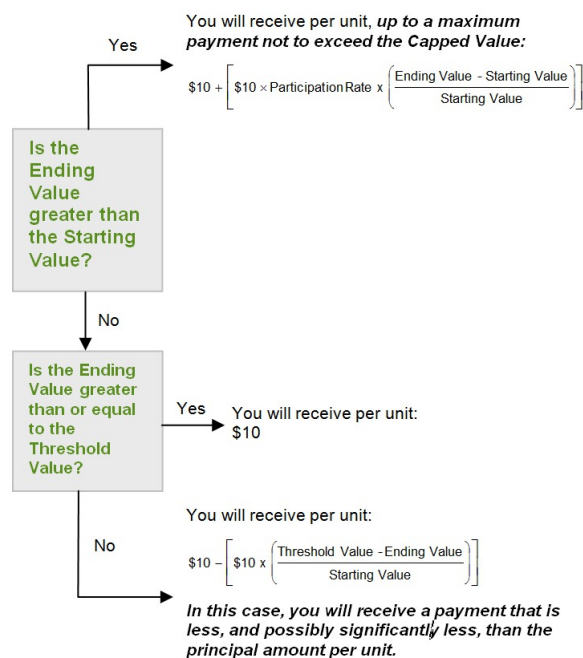 You will receive per unit, up to a maximum
payment not to exceed the Capped Value:
Yes
$10 + [ $10 × Participation Rate x ( Ending Value - Starting Value / Starting Value ) ]
Is the
Ending
Value
greater than
the Starting
Value?
No
Is the Ending
Value greater
than or equal
to the
Threshold
Value?
Yes
You will receive per unit:
$10
You will receive per unit:
No
$10 – [ $10 x ( Threshold Value - Ending Value / Starting Value ) ]
In this case, you will receive a payment that is
less, and possibly significantly less, than the
principal amount per unit.